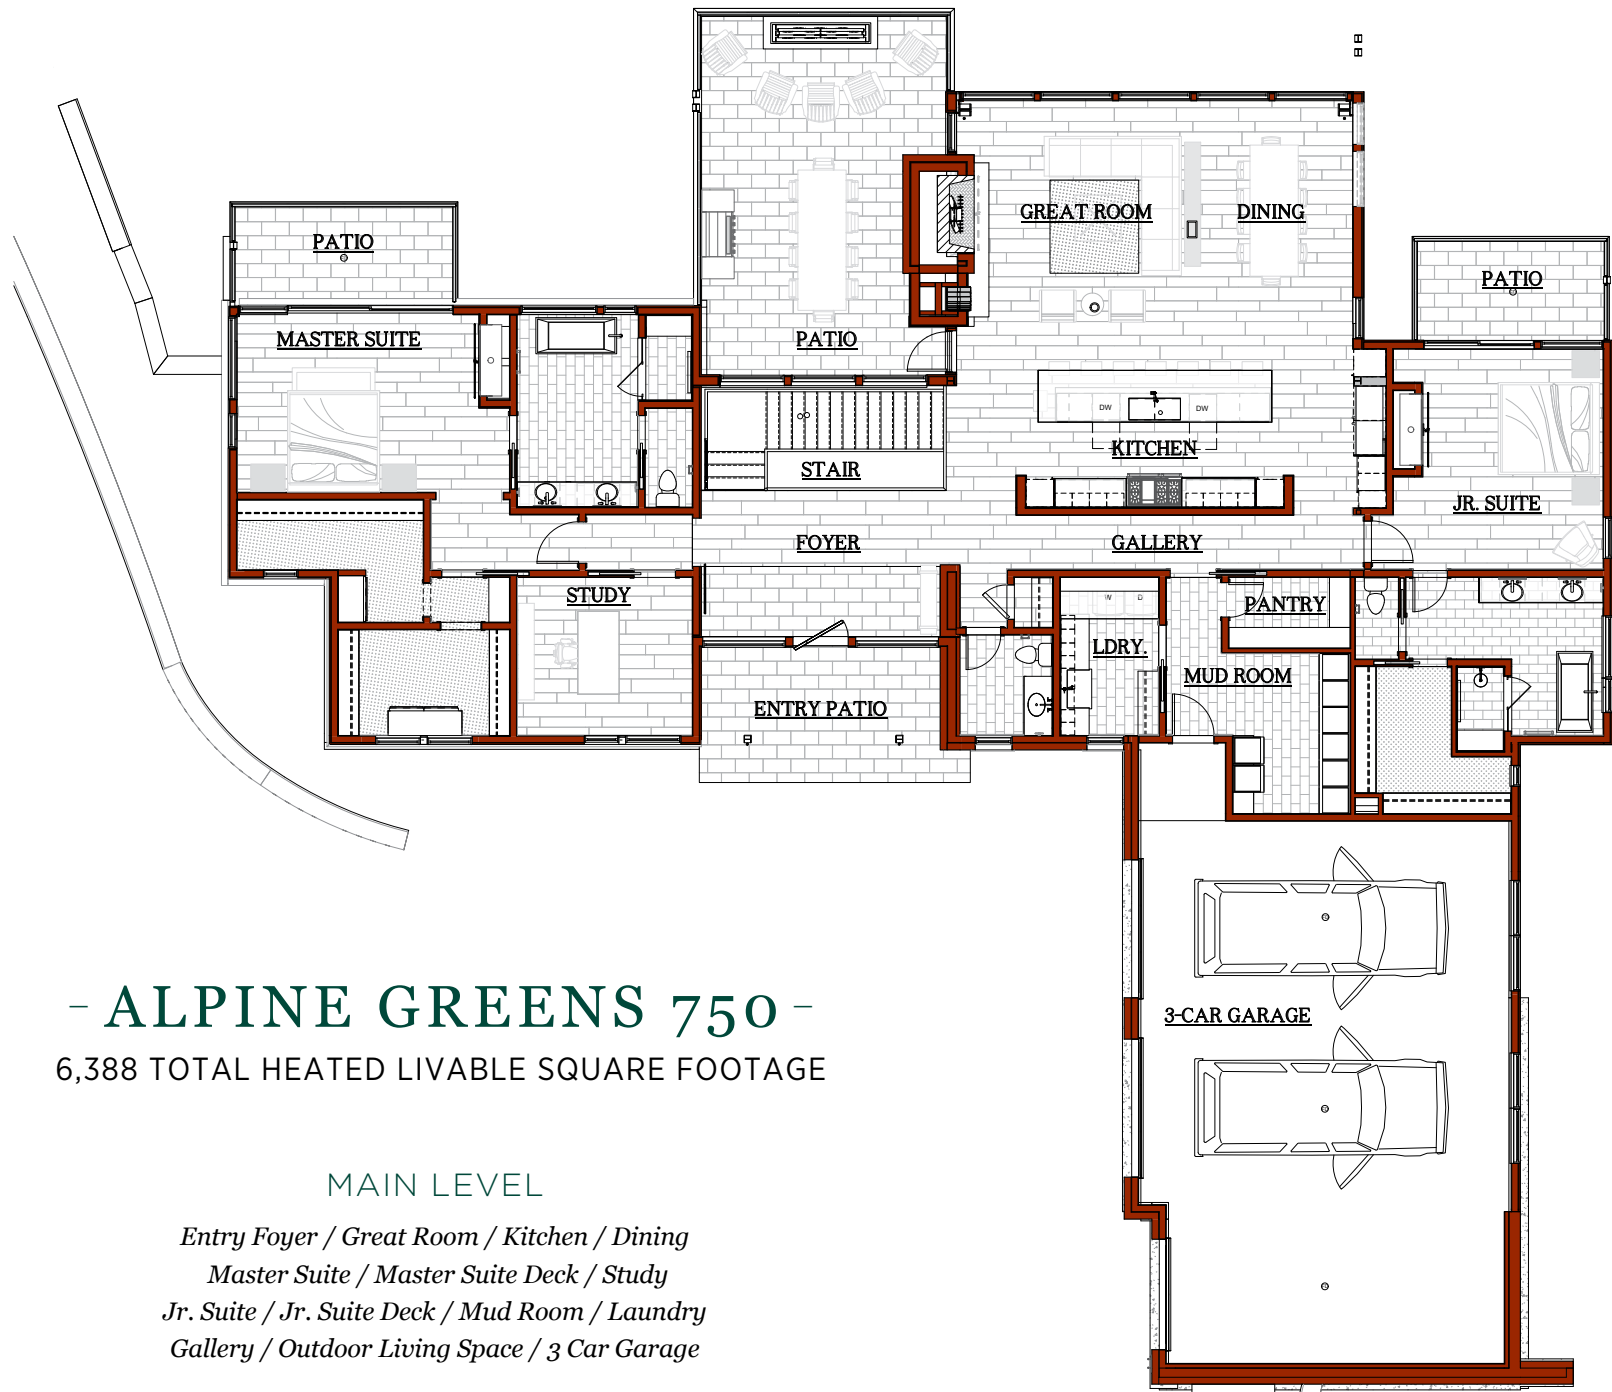 PATIO
GREAT ROOM
DINING
PATIO
PATIO
MASTER SUITE
PATIO
DW
DW
KITCHEN
STAIR
JR. SUITE
FOYER
GALLERY
STUDY
W
D
PANTRY
LDRY.
MUD ROOM
ENTRY PATIO
3-CAR GARAGE
- ALPINE GREENS 750 -
6,388 TOTAL HEATED LIVABLE SQUARE FOOTAGE
MAIN LEVEL
Entry Foyer / Great Room / Kitchen / Dining
Master Suite / Master Suite Deck / Study
Jr. Suite / Jr. Suite Deck / Mud Room / Laundry
Gallery / Outdoor Living Space / 3 Car Garage